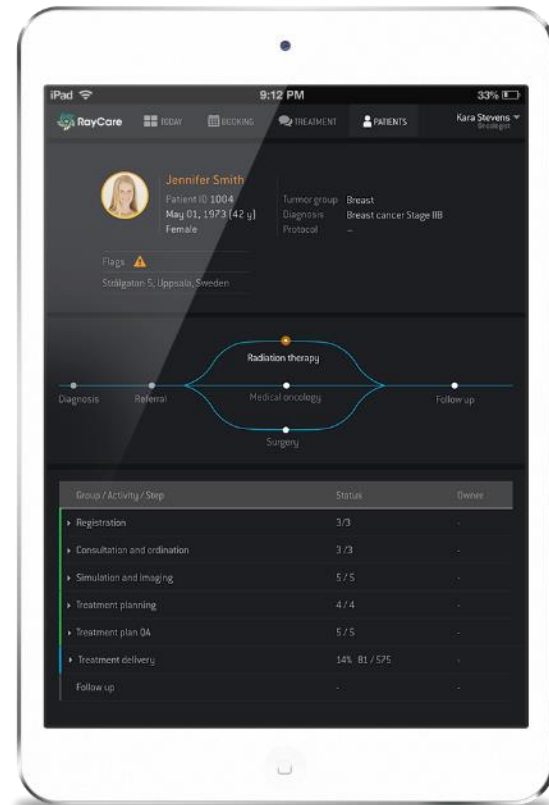 iPad 9:12 PM 33%
RayCare TODAY BOOKING TREATMENT PATIENTS Kara Stevens
Oncologist
Jennifer Smith
Patient ID 1004
May 01, 1973 (42 y)
Female
Turmor group Breast
Diagnosis Breast cancer Stage IIB
Protocol –
Flags
Strålgatan 5, Uppsala, Sweden
Radiation therapy
Diagnosis Referral Medical oncology Follow up
Surgery
Group / Activity / Step Status Owner
Registration 3/3 -
Consultation and ordination 3/3 -
Simulation and imaging 5/5 -
Treatment planning 4/4 -
Treatment plan QA 5/5 -
Treatment delivery 14% 81/575 -
Follow up - -